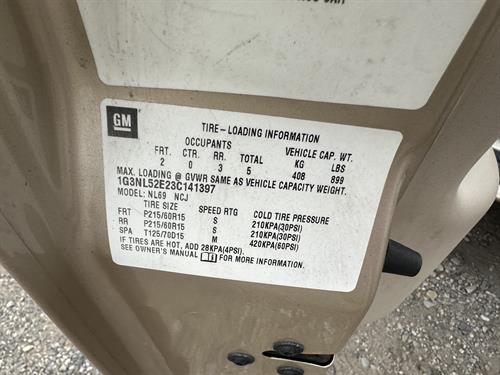 GM
TIRE-LOADING INFORMATION
OCCUPANTS VEHICLE CAP. WT.
FRT. CTR. RR. TOTAL KG LBS
2 0 3 5 408 899
MAX. LOADING @ GVWR SAME AS VEHICLE CAPACITY WEIGHT.
1G3NL52E23C141397
MODEL: NL69 NCJ
TIRE SIZE SPEED RTG COLD TIRE PRESSURE
FRT P215/60R15 S 210KPA(30PSI)
RR P215/60R15 S 210KPA(30PSI)
SPA T125/70D15 M 420KPA(60PSI)
IF TIRES ARE HOT, ADD 28KPA(4PSI).
SEE OWNER'S MANUAL FOR MORE INFORMATION.